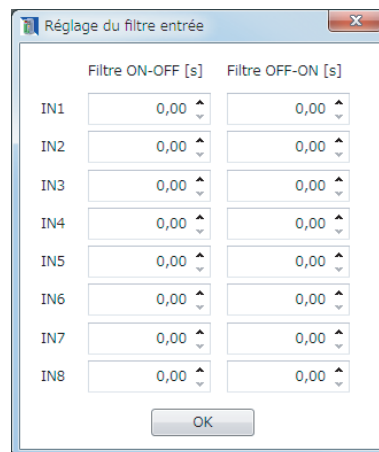 Réglage du filtre entrée
Filtre ON-OFF [s] Filtre OFF-ON [s]
IN1 0,00 0,00
IN2 0,00 0,00
IN3 0,00 0,00
IN4 0,00 0,00
IN5 0,00 0,00
IN6 0,00 0,00
IN7 0,00 0,00
IN8 0,00 0,00
OK